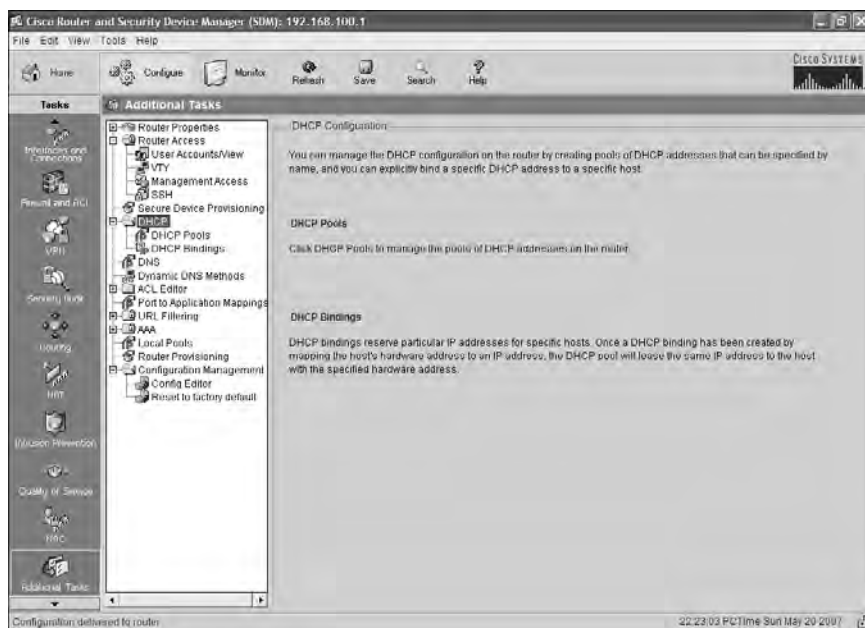 Cisco Router and Security Device Manager (SDM): 192.168.100.1
File Edit View Tools Help
Home Configure Monitor Refresh Save Search Help
CISCO SYSTEMS
Tasks
Additional Tasks
Interfaces and Connections
Firewall and ACL
VPN
Security Audit
Routing
NAT
Intrusion Prevention
Quality of Service
NAC
Additional Tasks
Router Properties
Router Access
User Accounts/View
VTY
Management Access
SSH
Secure Device Provisioning
DHCP
DHCP Pools
DHCP Bindings
DNS
Dynamic DNS Methods
ACL Editor
Port to Application Mappings
URL Filtering
AAA
Local Pools
Router Provisioning
Configuration Management
Config Editor
Reset to factory default
DHCP Configuration
You can manage the DHCP configuration on the router by creating pools of DHCP addresses that can be specified by
name, and you can explicitly bind a specific DHCP address to a specific host.
DHCP Pools
Click DHCP Pools to manage the pools of DHCP addresses on the router.
DHCP Bindings
DHCP bindings reserve particular IP addresses for specific hosts. Once a DHCP binding has been created by
mapping the host's hardware address to an IP address, the DHCP pool will lease the same IP address to the host
with the specified hardware address.
Configuration delivered to router.
22:23:03 PCTime Sun May 20 2007